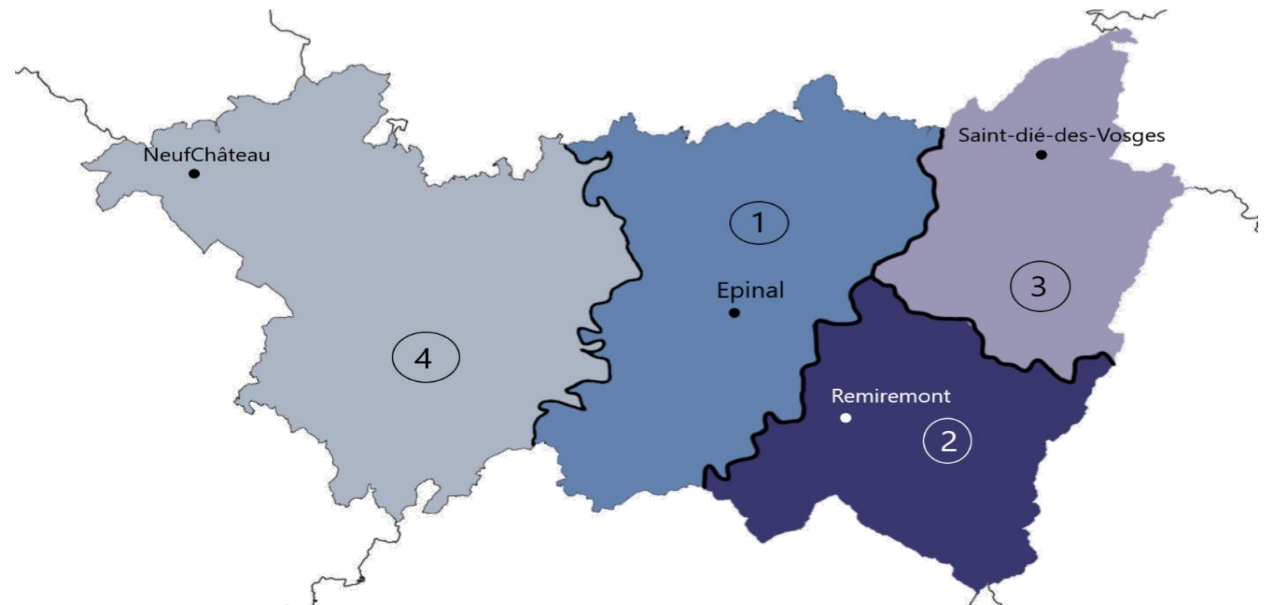 NeufChâteau
Saint-dié-des-Vosges
1
Epinal
3
4
Remiremont
2